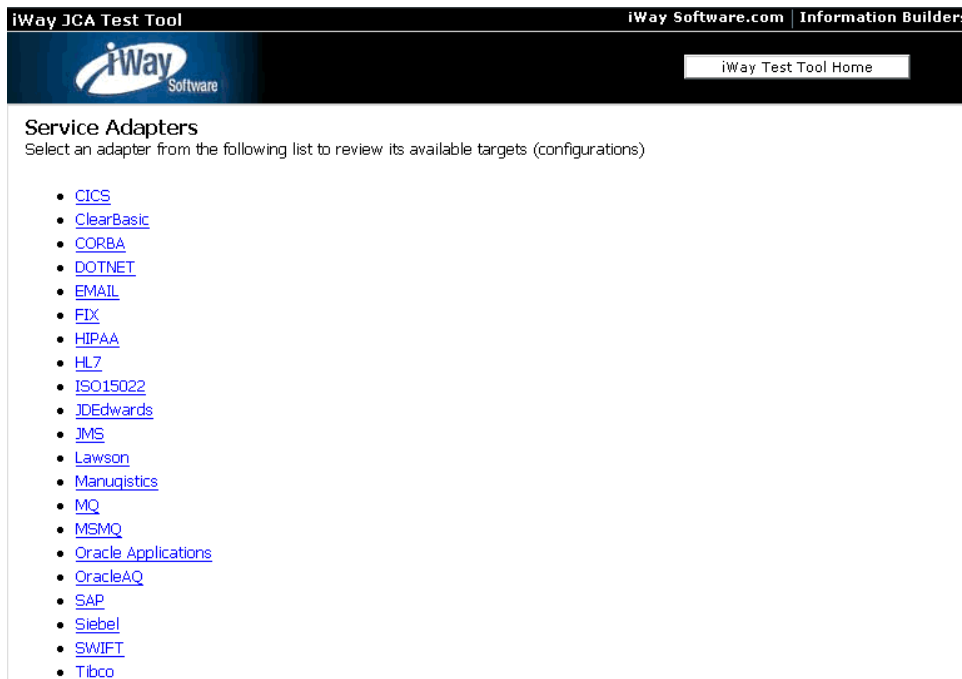 iWay JCA Test Tool
iWay Software.com | Information Builders
iWay
Software
iWay Test Tool Home
Service Adapters
Select an adapter from the following list to review its available targets (configurations)
• CICS
• ClearBasic
• CORBA
• DOTNET
• EMAIL
• FIX
• HIPAA
• HL7
• ISO15022
• JDEdwards
• JMS
• Lawson
• Manugistics
• MQ
• MSMQ
• Oracle Applications
• OracleAQ
• SAP
• Siebel
• SWIFT
• Tibco